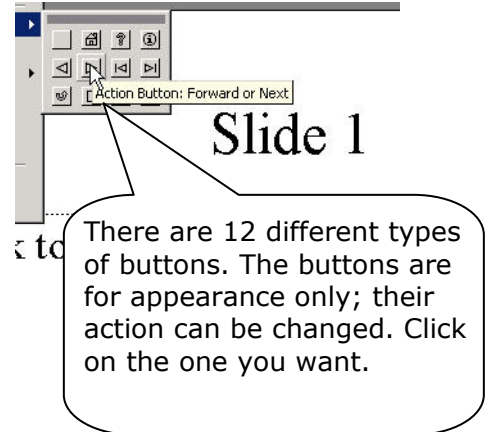 Action Button: Forward or Next
Slide 1
k to
There are 12 different types
of buttons. The buttons are
for appearance only; their
action can be changed. Click
on the one you want.